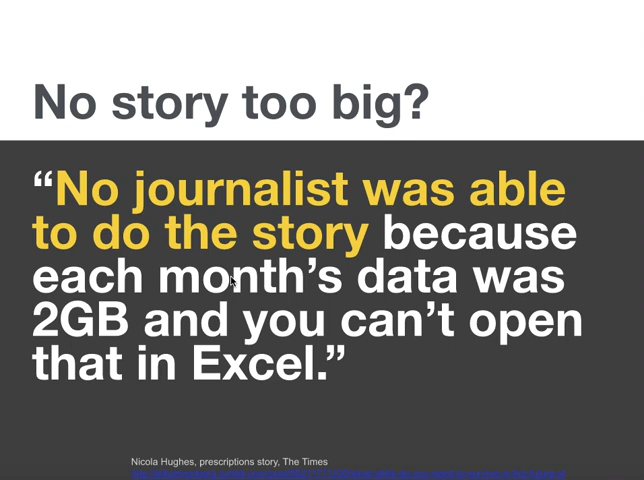 No story too big?
“No journalist was able
to do the story because
each month’s data was
2GB and you can’t open
that in Excel.”
Nicola Hughes, prescriptions story, The Times